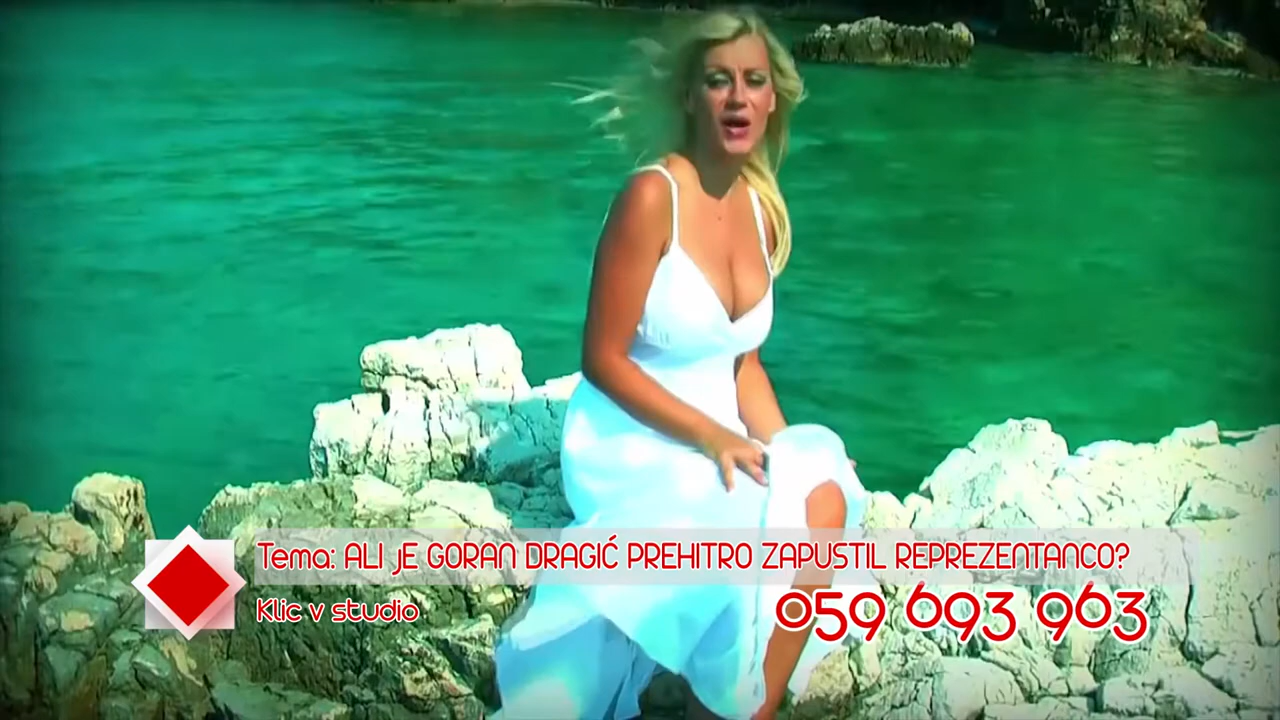 Tema: ALI JE GORAN DRAGIĆ PREHITRO ZAPUSTIL REPREZENTANCO?
Klic v studio
059 693 963